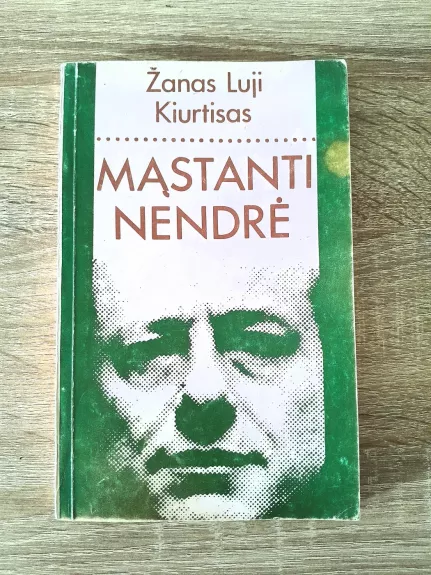 Žanas Luji
Kiurtisas
MĄSTANTI
NENDRĖ